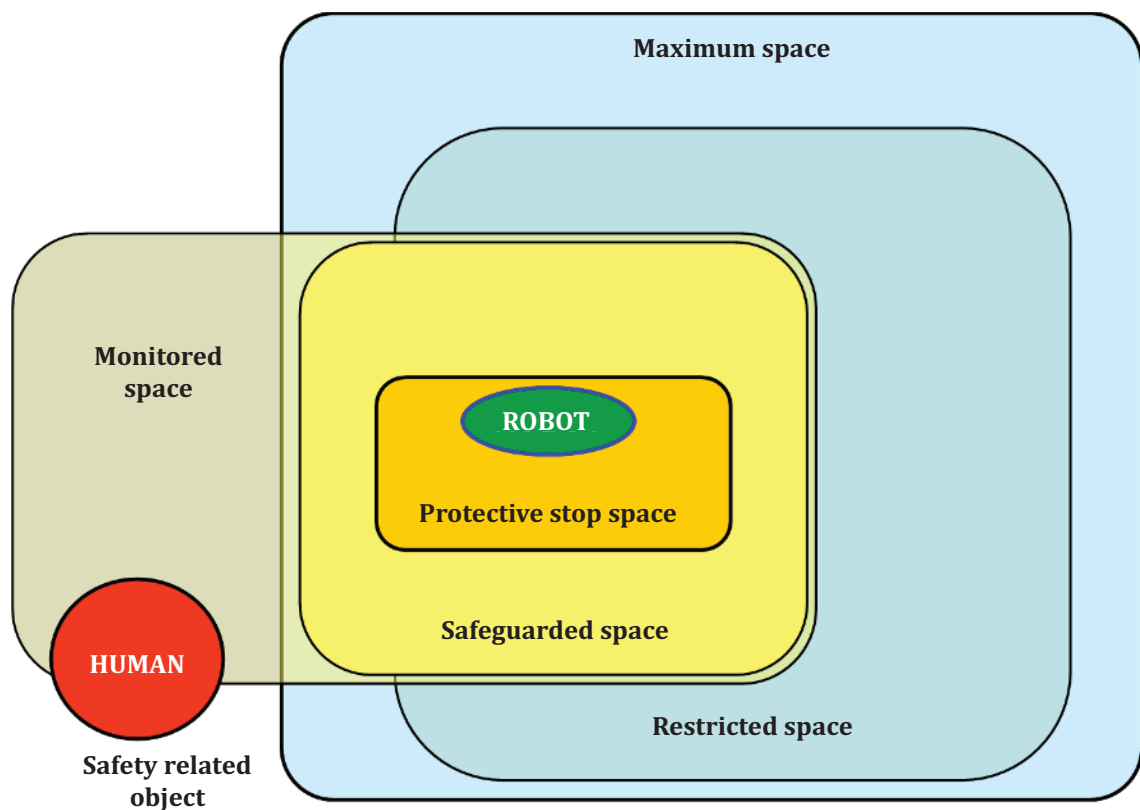 Maximum space
Monitored
space
ROBOT
Protective stop space
Safeguarded space
HUMAN
Restricted space
Safety related
object